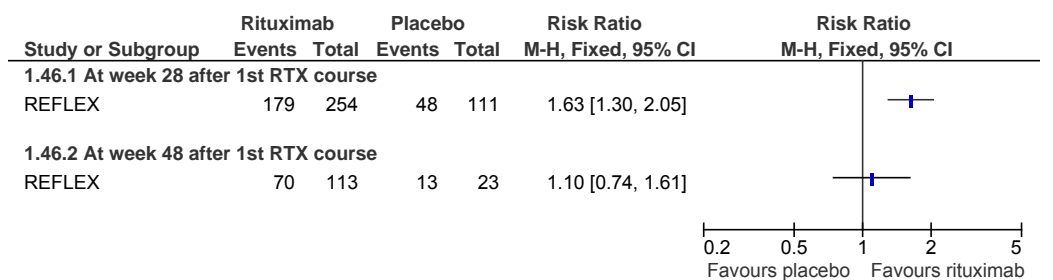 Rituximab Placebo Risk Ratio Risk Ratio
Study or Subgroup Events Total Events Total M-H, Fixed, 95% CI M-H, Fixed, 95% CI
1.46.1 At week 28 after 1st RTX course
REFLEX 179 254 48 111 1.63 [1.30, 2.05]
1.46.2 At week 48 after 1st RTX course
REFLEX 70 113 13 23 1.10 [0.74, 1.61]
0.2 0.5 1 2 5
Favours placebo Favours rituximab